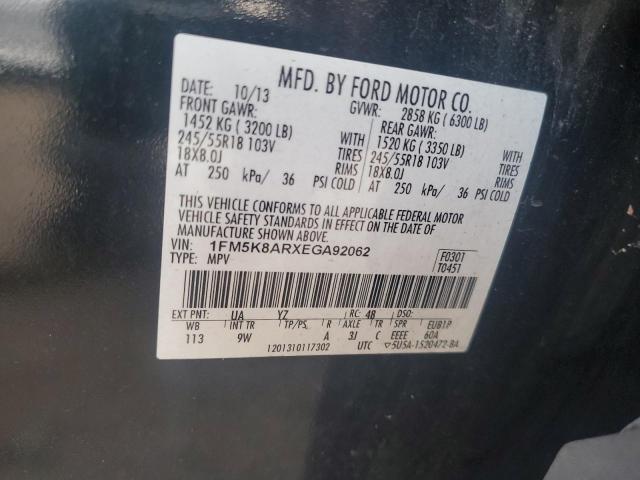 MFD. BY FORD MOTOR CO.
DATE: 10/13 GVWR: 2858 KG ( 6300 LB)
FRONT GAWR: REAR GAWR:
1452 KG ( 3200 LB) WITH 1520 KG ( 3350 LB) WITH
245/55R18 103V TIRES 245/55R18 103V TIRES
18X8.0J RIMS 18X8.0J RIMS
AT 250 kPa/ 36 PSI COLD AT 250 kPa/ 36 PSI COLD
THIS VEHICLE CONFORMS TO ALL APPLICABLE FEDERAL MOTOR
VEHICLE SAFETY STANDARDS IN EFFECT ON THE DATE OF
MANUFACTURE SHOWN ABOVE.
VIN: 1FM5K8ARXEGA92062 F0301
TYPE: MPV T0451
EXT PNT: UA YZ RC: 48 DSO:
WB INT TR TP/PS R AXLE TR SPR EUB1P
113 9W A 3J C EEEE 60A
1201310117302 UTC ▽5U5A-1520472-BA